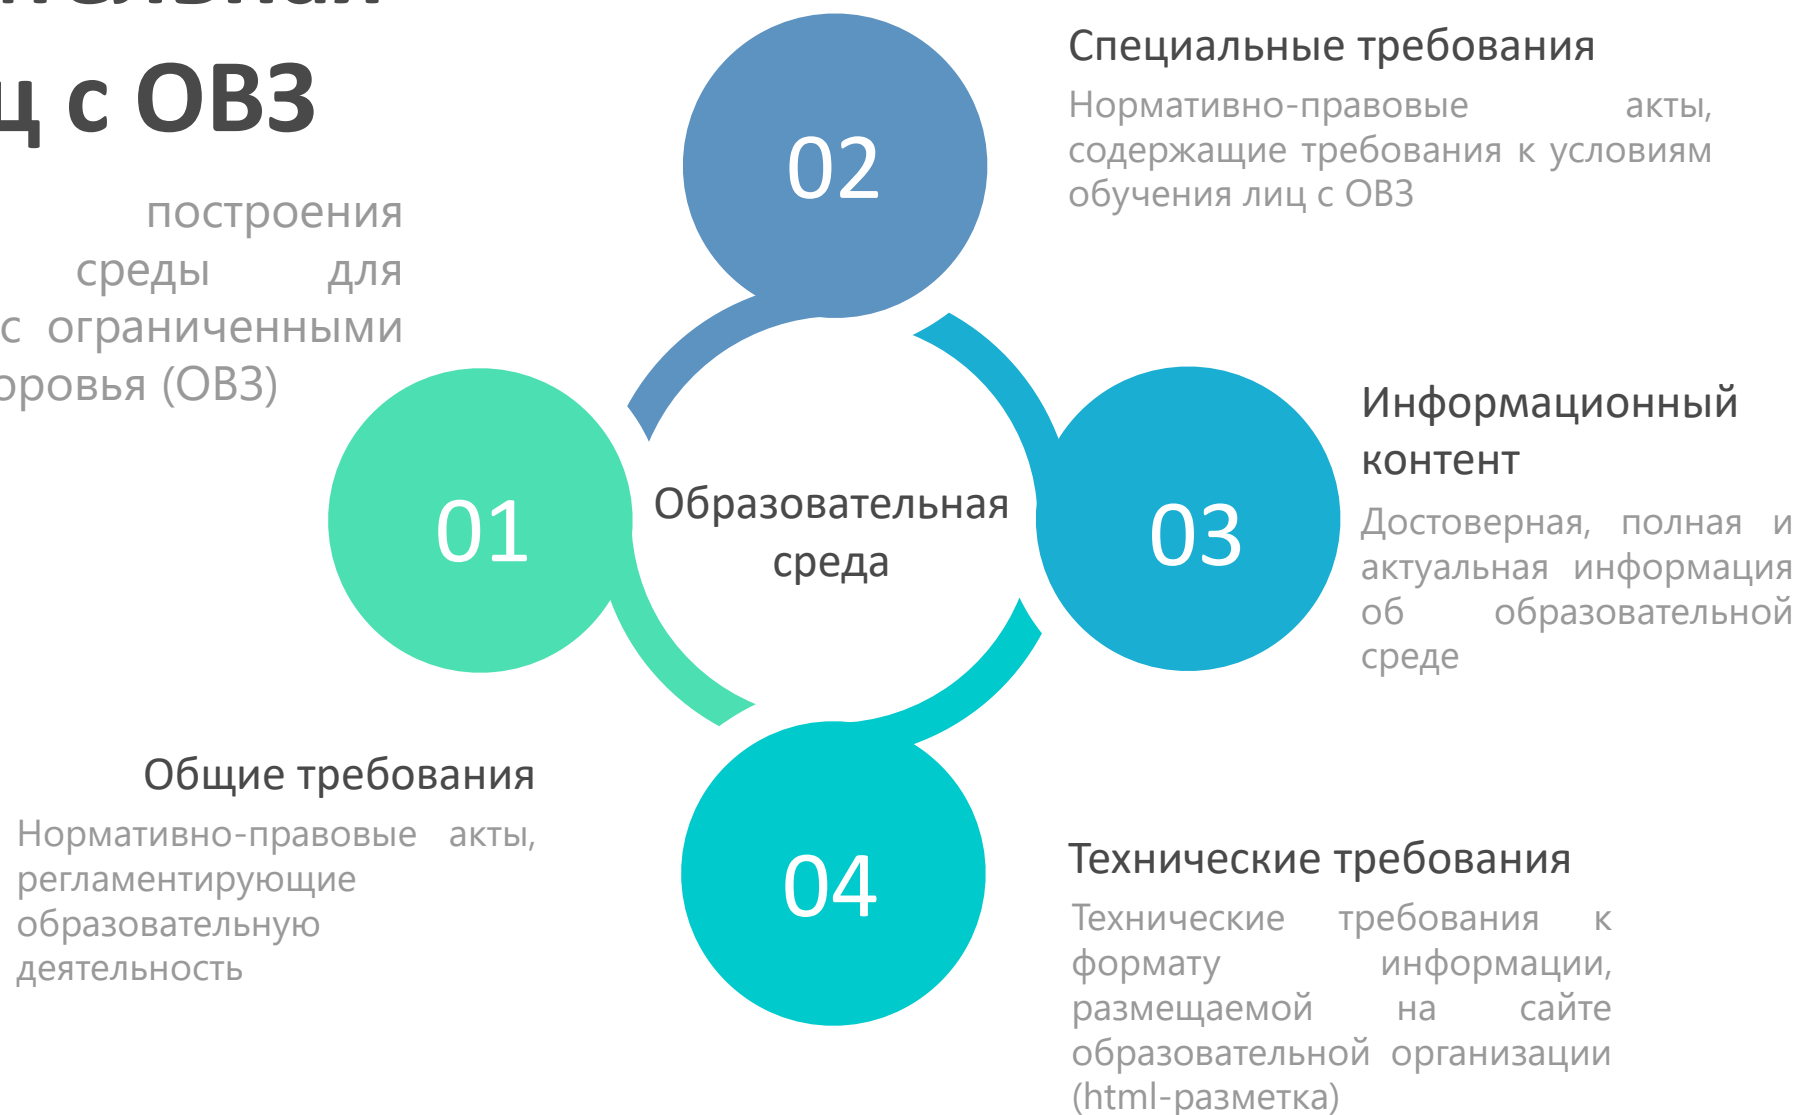 ц с ОВЗ
построения
среды для
с ограниченными
(ОВЗ)
02
Специальные требования
Нормативно-правовые акты,
содержащие требования к условиям
обучения лиц с ОВЗ
01
Образовательная
среда
03
Информационный
контент
Достоверная, полная и
актуальная информация
об образовательной
среде
Общие требования
Нормативно-правовые акты,
регламентирующие
образовательную
деятельность
04
Технические требования
Технические требования к
формату информации,
размещаемой на сайте
образовательной организации
(html-разметка)